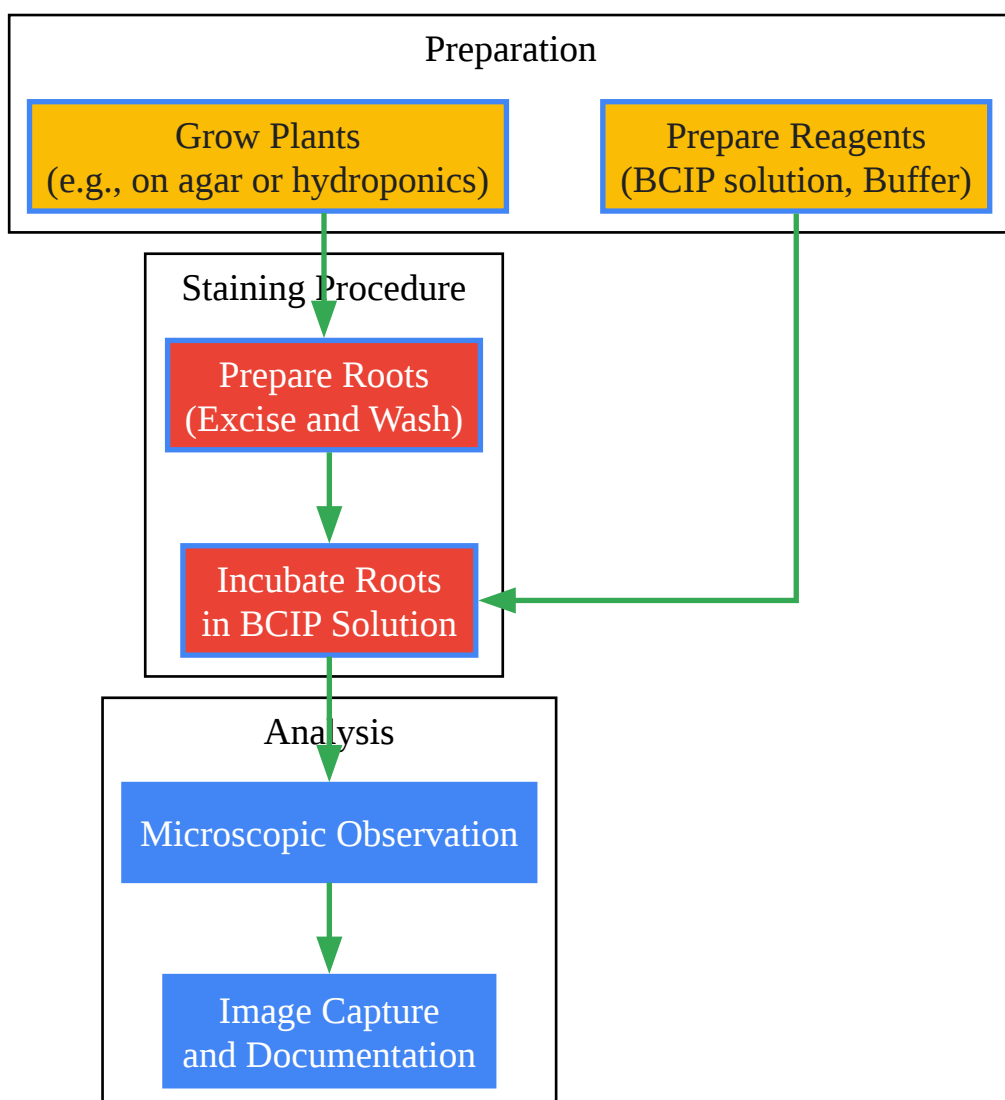 Preparation
Grow Plants
(e.g., on agar or hydroponics)
Prepare Reagents
(BCIP solution, Buffer)
Staining Procedure
Prepare Roots
(Excise and Wash)
Incubate Roots
in BCIP Solution
Analysis
Microscopic Observation
Image Capture
and Documentation